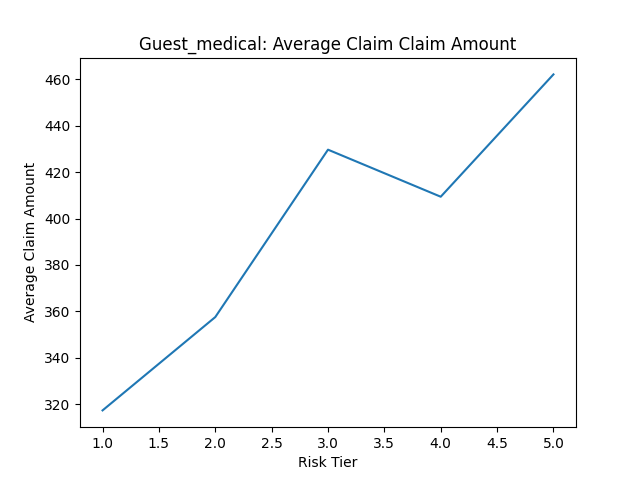 Guest_medical: Average Claim Claim Amount
460
440
420
400
380
360
340
320
Average Claim Amount
1.0 1.5 2.0 2.5 3.0 3.5 4.0 4.5 5.0
Risk Tier